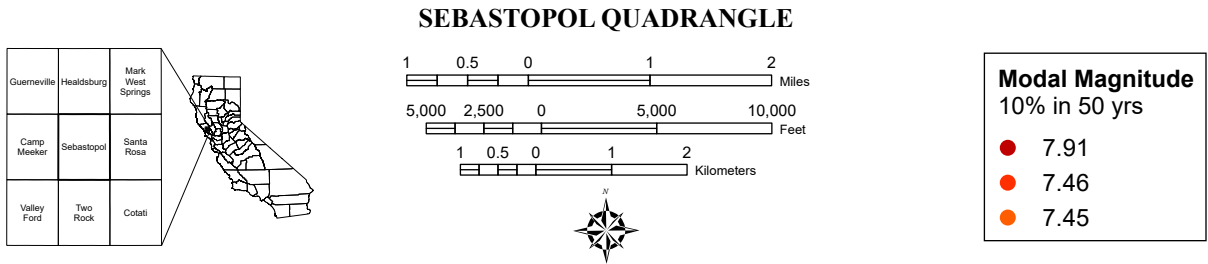 SEBASTOPOL QUADRANGLE
Guerneville
Healdsburg
Mark
West
Springs
Camp
Meeker
Sebastopol
Santa
Rosa
Valley
Ford
Two
Rock
Cotati
1 0.5 0 1 2
Miles
5,000 2,500 0 5,000 10,000
Feet
1 0.5 0 1 2
Kilometers
N
Modal Magnitude
10% in 50 yrs
7.91
7.46
7.45